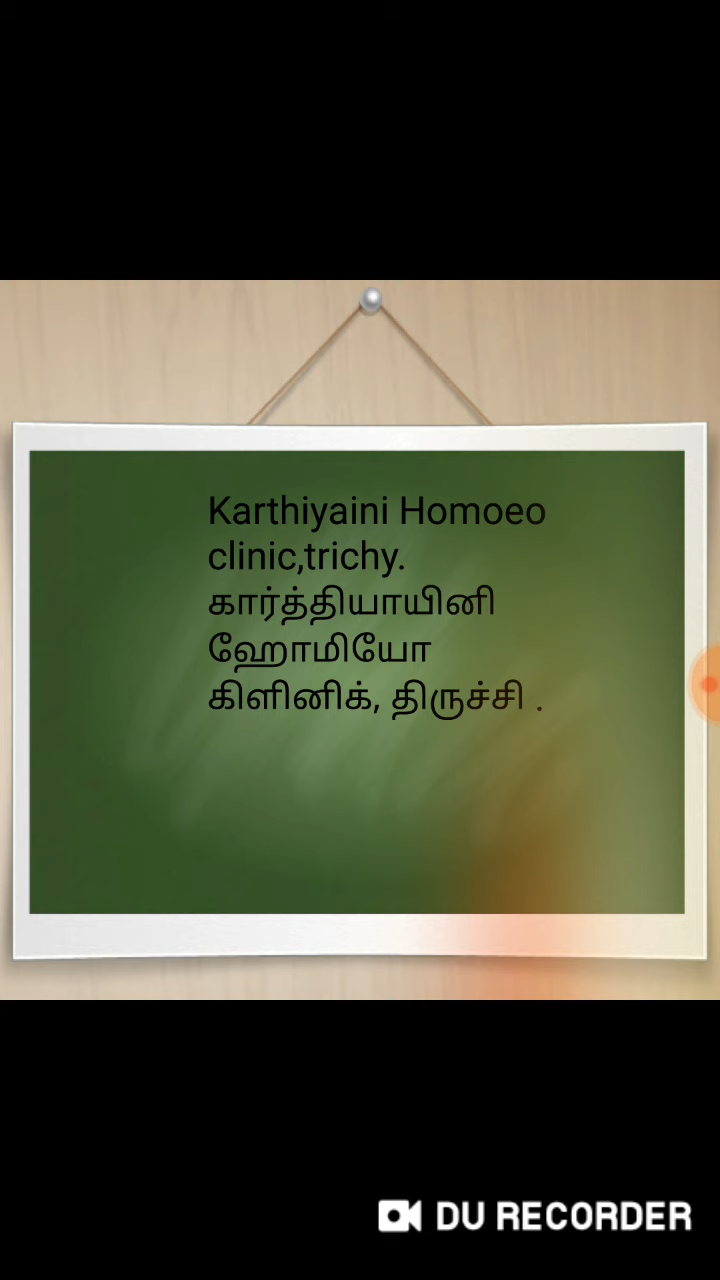 Karthiyaini Homoeo
clinic,trichy.
கார்த்தியாயினி
ஹோமியோ
கிளினிக், திருச்சி .
DU RECORDER